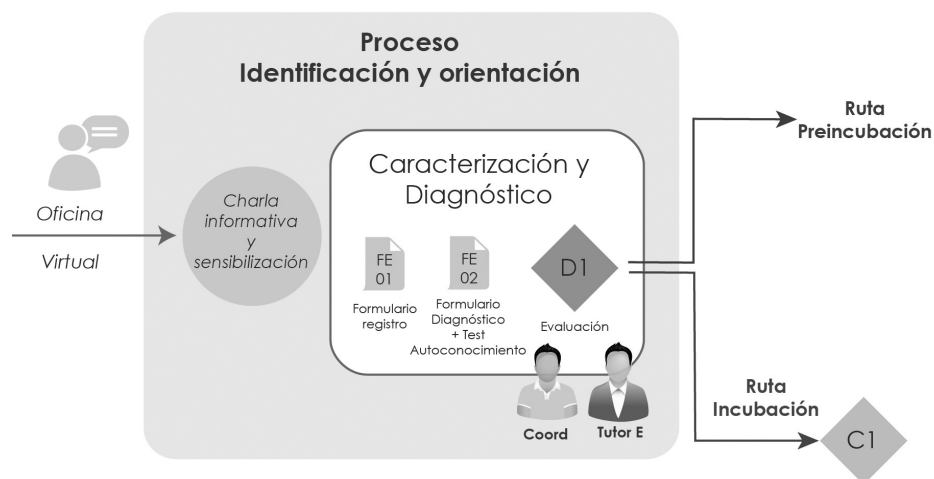 Proceso
Identificación y orientación
Oficina
Virtual
Charla
informativa
y
sensibilización
Caracterización y
Diagnóstico
FE
01
Formulario
registro
FE
02
Formulario
Diagnóstico
+ Test
Autoconocimiento
D1
Evaluación
Coord
Tutor E
Ruta
Preincubación
Ruta
Incubación
C1